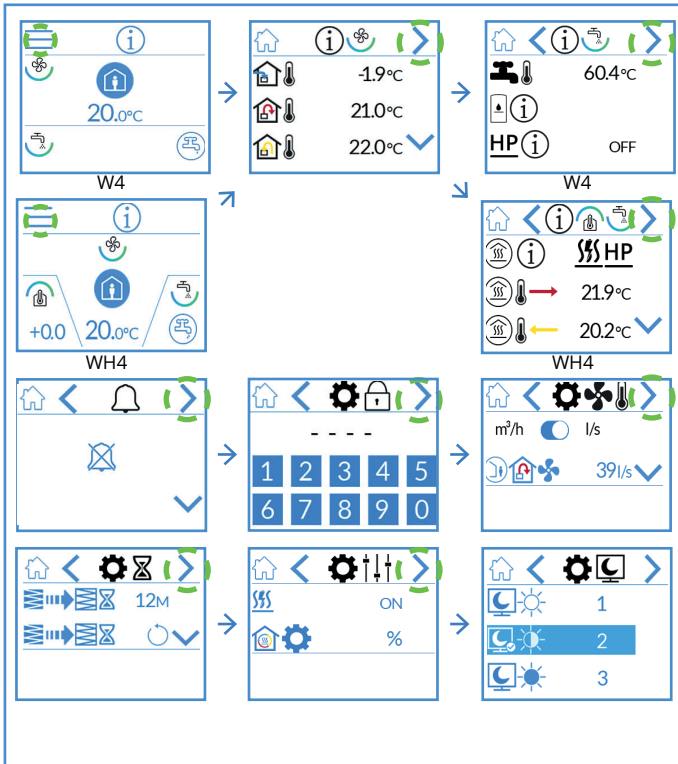 20.0°C
W4
-1.9°C
21.0°C
22.0°C
60.4°C
HP OFF
W4
+0.0 20.0°C
WH4
HP
21.9°C
20.2°C
WH4
- - - -
1 2 3 4 5
6 7 8 9 0
m³/h l/s
39 l/s
12M
ON
%
1
2
3